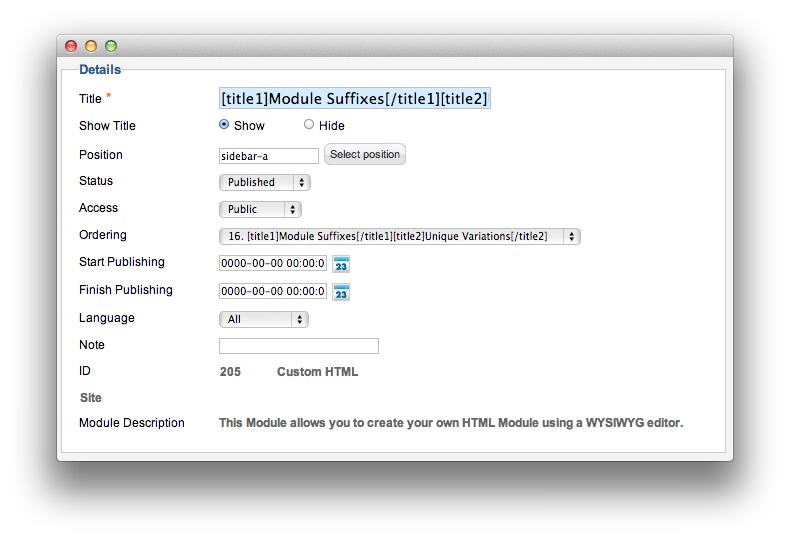 Details
Title * [title1]Module Suffixes[/title1][title2]
Show Title Show Hide
Position sidebar-a Select position
Status Published
Access Public
Ordering 16. [title1]Module Suffixes[/title1][title2]Unique Variations[/title2]
Start Publishing 0000-00-00 00:00:0 23
Finish Publishing 0000-00-00 00:00:0 23
Language All
Note
ID 205 Custom HTML
Site
Module Description This Module allows you to create your own HTML Module using a WYSIWYG editor.